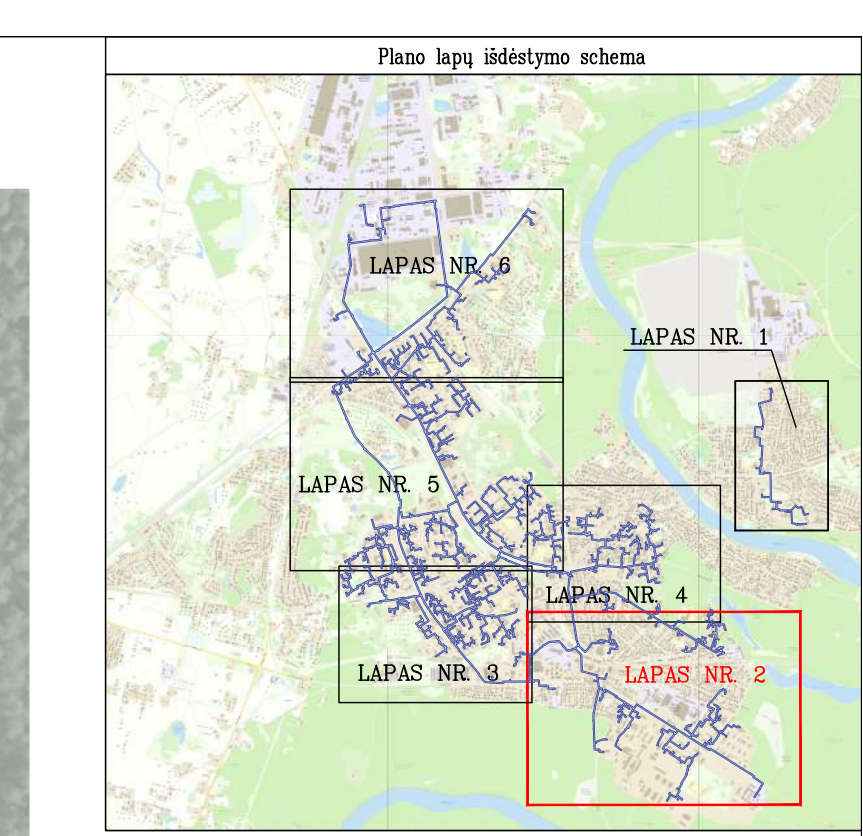 Plano lapų išdėstymo schema
LAPAS NR. 6
LAPAS NR. 1
LAPAS NR. 5
LAPAS NR. 4
LAPAS NR. 3
LAPAS NR. 2